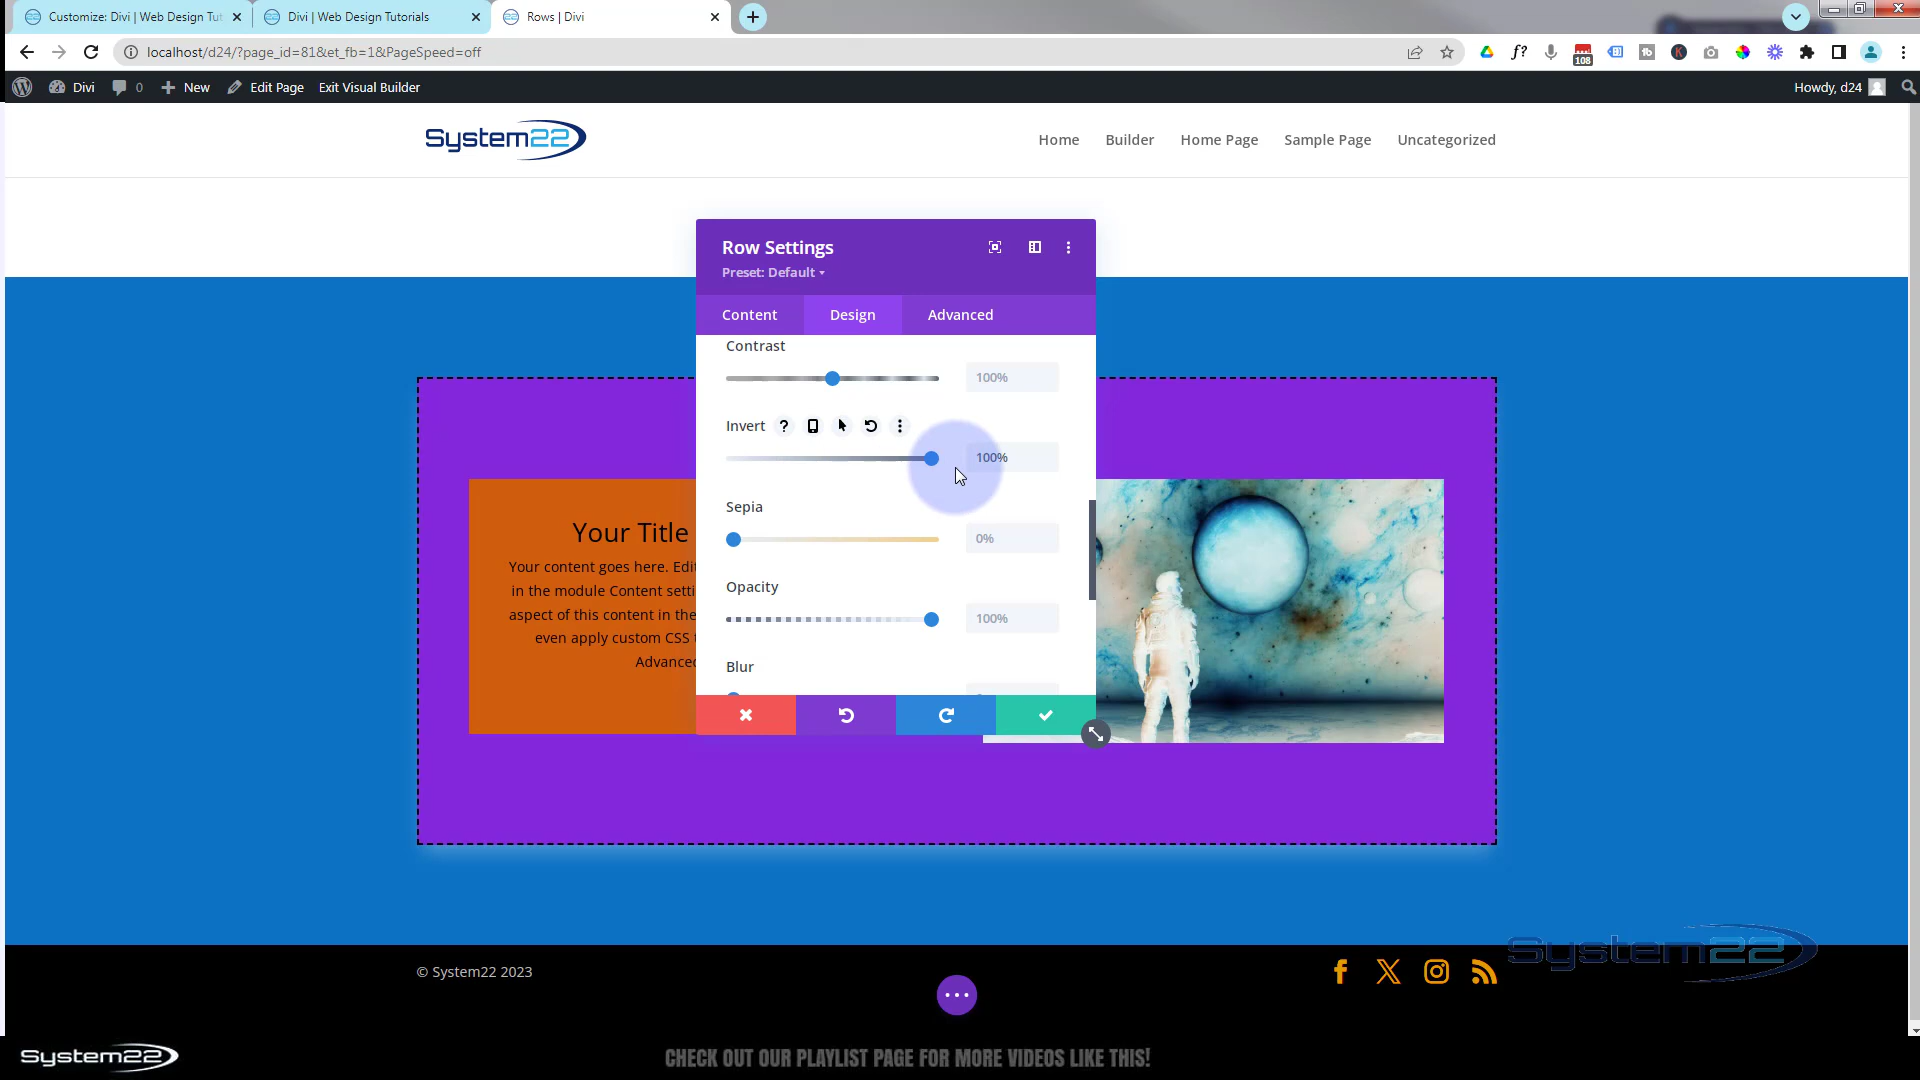 Customize: Divi | Web Design Tut
Divi | Web Design Tutorials
Rows | Divi
localhost/d24/?page_id=81&et_fb=1&PageSpeed=off
f?
108
Divi
0
New
Edit Page
Exit Visual Builder
Howdy, d24
System22
Home
Builder
Home Page
Sample Page
Uncategorized
Row Settings
Preset: Default
Content
Design
Advanced
Contrast
100%
Invert
?
100%
Sepia
0%
Opacity
100%
Blur
Your Title
Your content goes here. Edit
in the module Content setti
aspect of this content in the
even apply custom CSS t
Advanced
© System22 2023
System22
System22
CHECK OUT OUR PLAYLIST PAGE FOR MORE VIDEOS LIKE THIS!